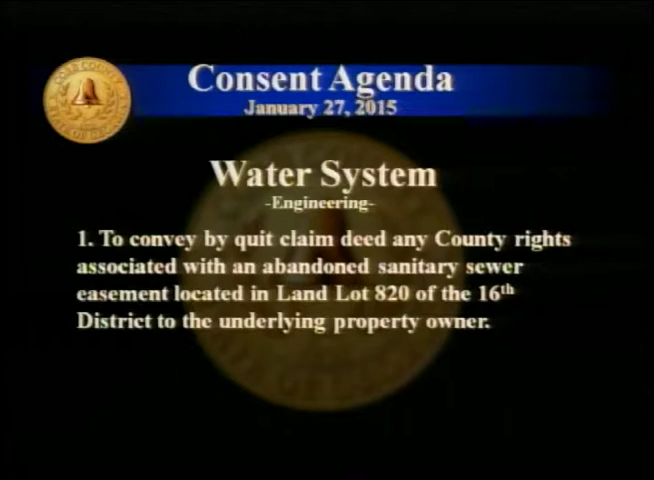 COBB COUNTY
Consent Agenda
January 27, 2015
Water System
-Engineering-
1. To convey by quit claim deed any County rights
associated with an abandoned sanitary sewer
easement located in Land Lot 820 of the 16th
District to the underlying property owner.